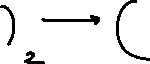 )₂ ⟶ (